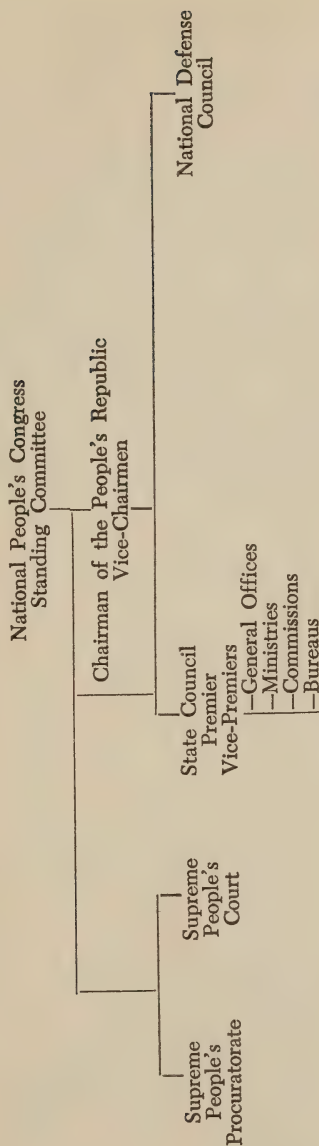 National People's Congress
Standing Committee
Chairman of the People's Republic
Vice-Chairmen
Supreme
People's
Procuratorate
Supreme
People's
Court
State Council
Premier
Vice-Premiers
—General Offices
—Ministries
—Commissions
—Bureaus
National Defense
Council